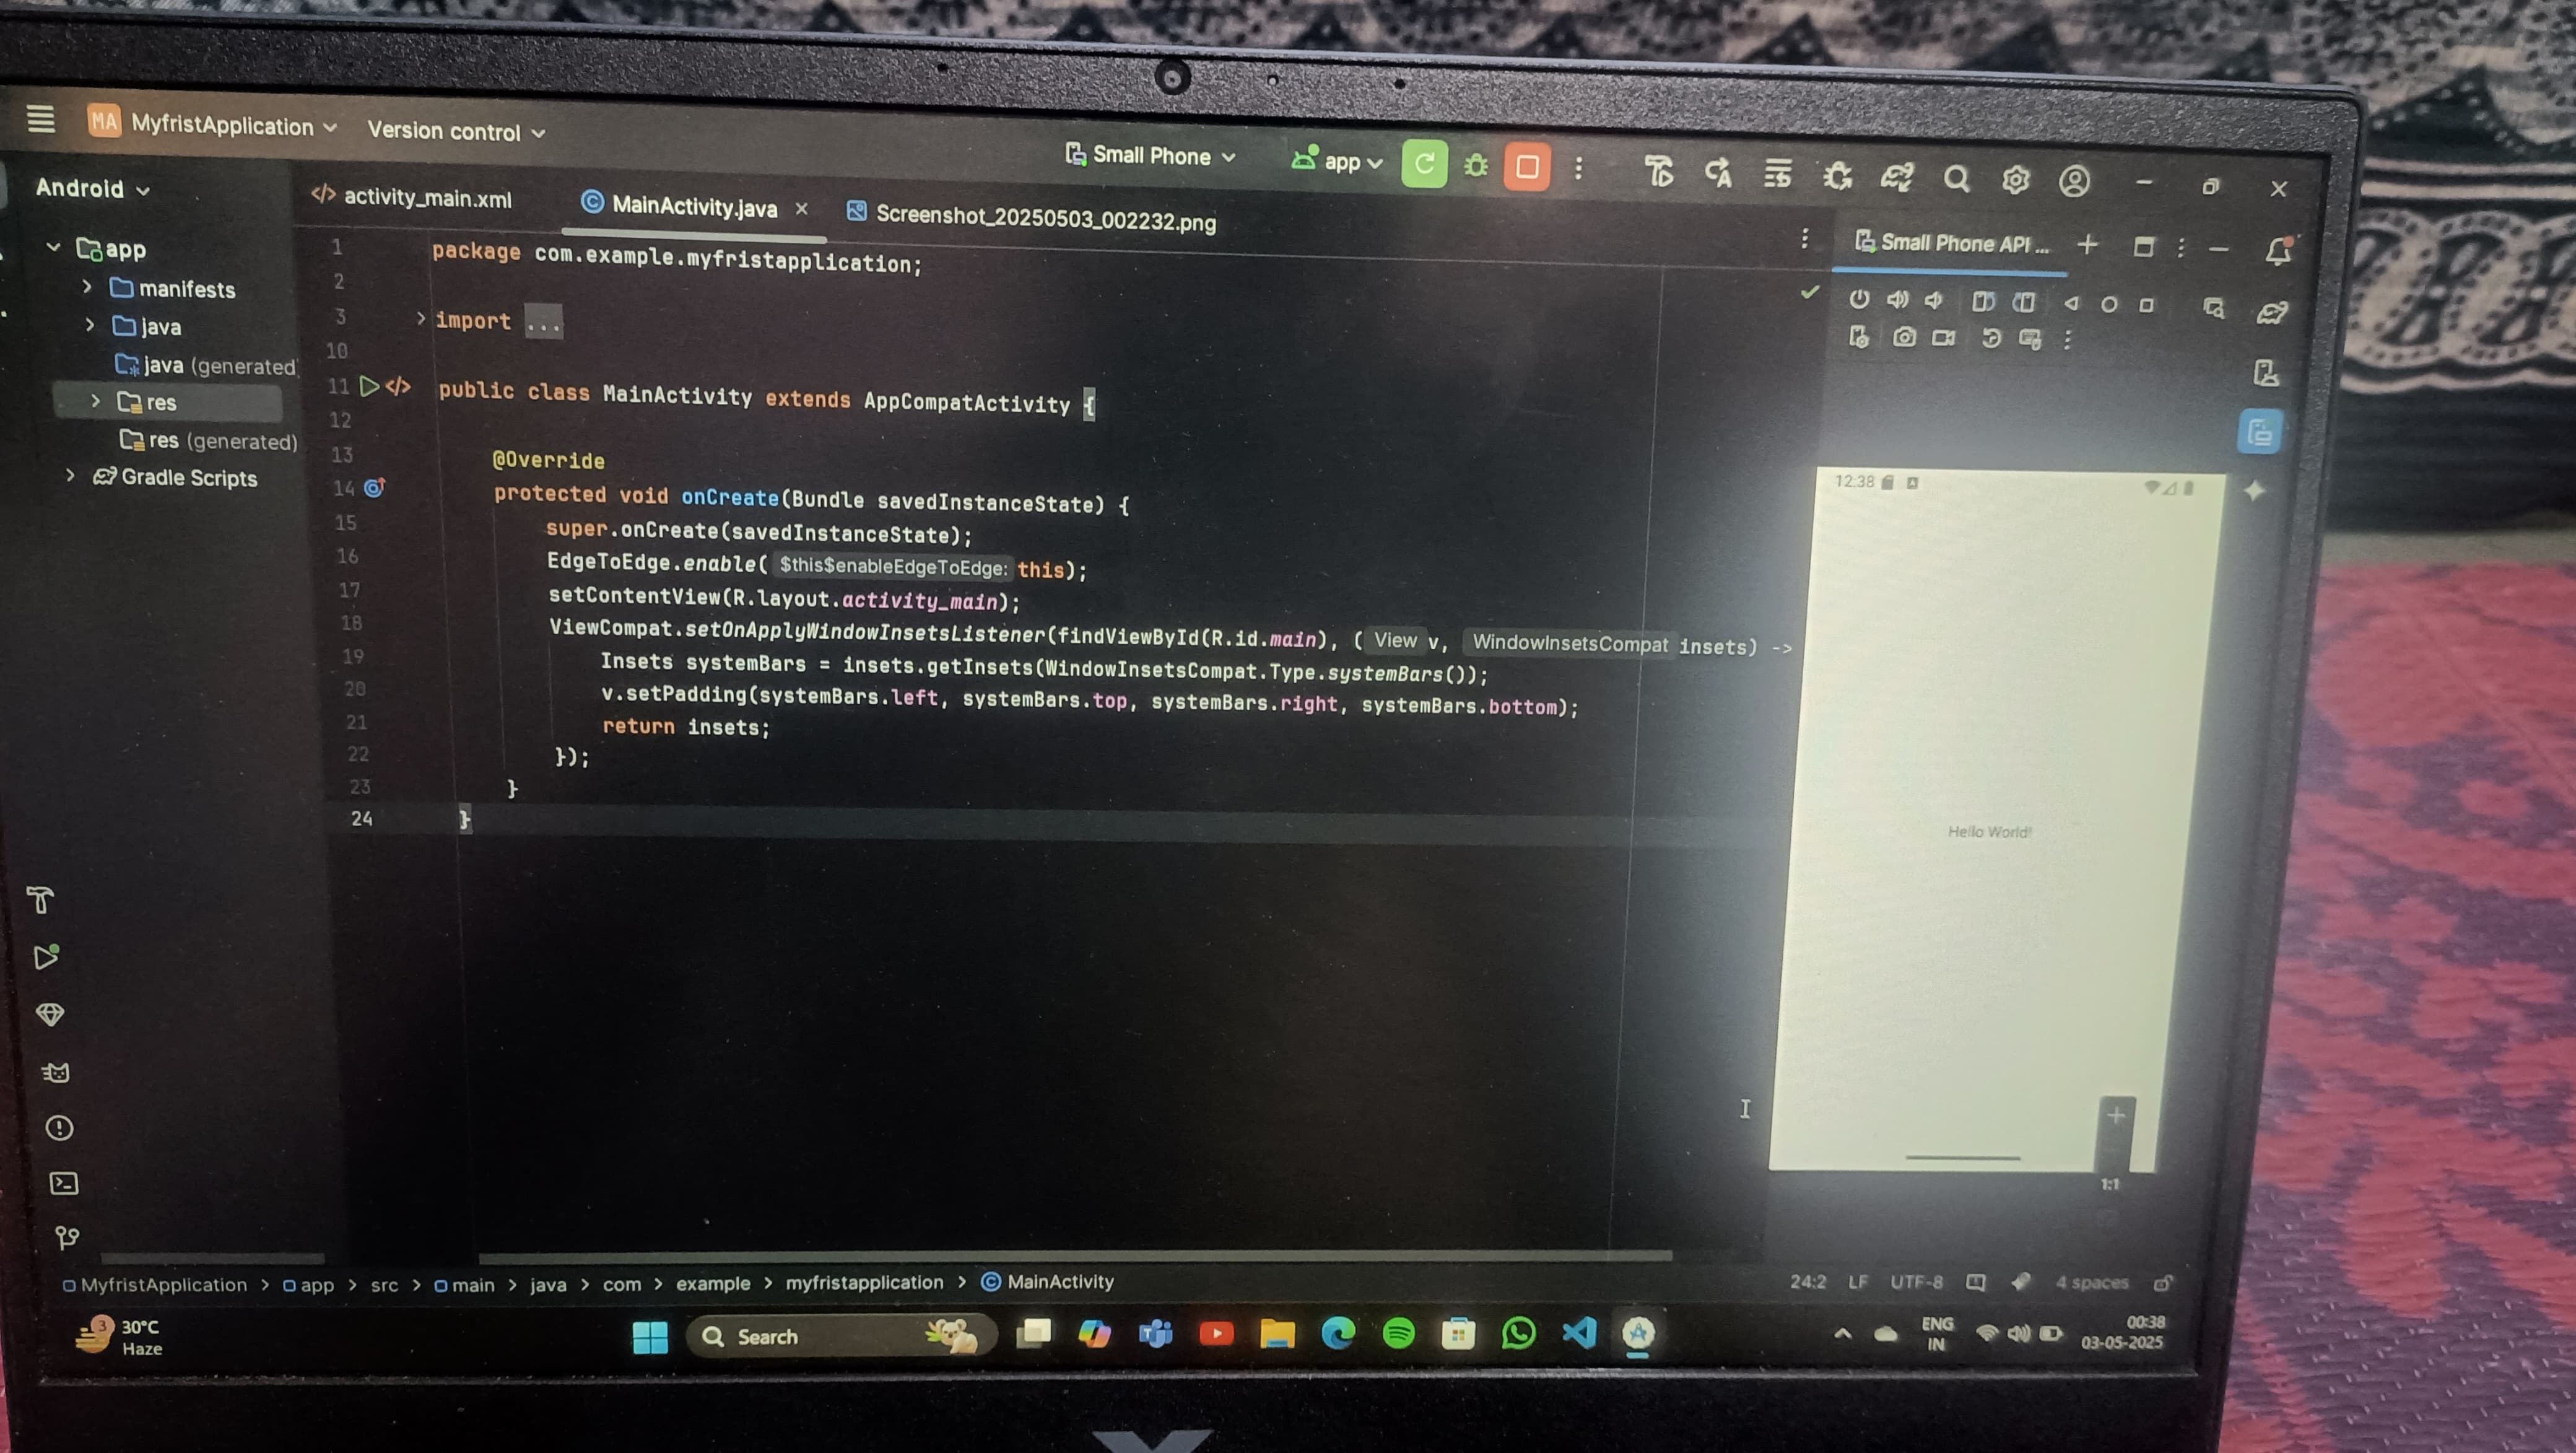 MA MyfristApplication Version control
Small Phone app
Android
activity_main.xml MainActivity.java Screenshot_20250503_002232.png
Small Phone API ...
app
manifests
java
java (generated)
res
res (generated)
Gradle Scripts
1 package com.example.myfristapplication;
2
3 import ...
10
11 </> public class MainActivity extends AppCompatActivity {
12
13 @Override
14 protected void onCreate(Bundle savedInstanceState) {
15 super.onCreate(savedInstanceState);
16 EdgeToEdge.enable( $this$enableEdgeToEdge: this);
17 setContentView(R.layout.activity_main);
18 ViewCompat.setOnApplyWindowInsetsListener(findViewById(R.id.main), ( View v, WindowInsetsCompat insets) ->
19 Insets systemBars = insets.getInsets(WindowInsetsCompat.Type.systemBars());
20 v.setPadding(systemBars.left, systemBars.top, systemBars.right, systemBars.bottom);
21 return insets;
22 });
23 }
24 }
12:38
Hello World!
1:1
MyfristApplication > app > src > main > java > com > example > myfristapplication > MainActivity
24:2 LF UTF-8 4 spaces
3 30°C
Haze
Search
ENG
IN
00:38
03-05-2025